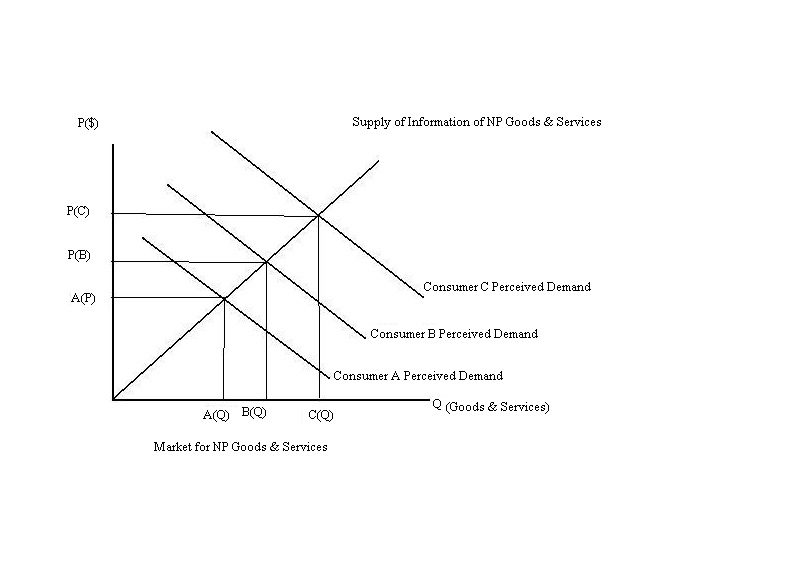 P($)
Supply of Information of NP Goods & Services
P(C)
P(B)
A(P)
Consumer C Perceived Demand
Consumer B Perceived Demand
Consumer A Perceived Demand
Q (Goods & Services)
A(Q) B(Q) C(Q)
Market for NP Goods & Services